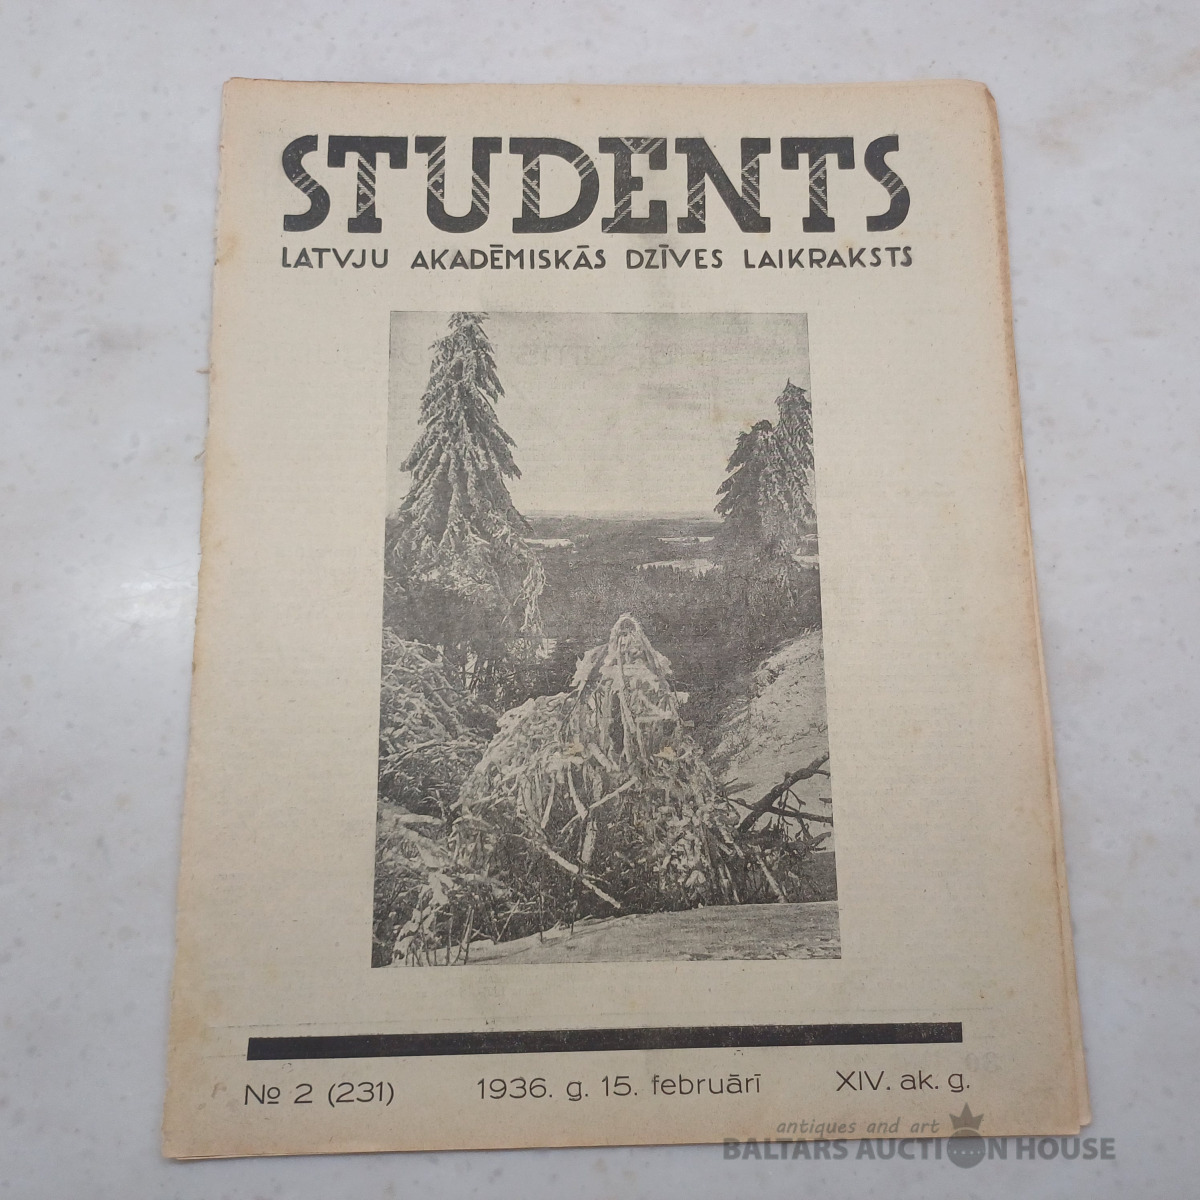 STUDENTS
LATVJU AKADĒMISKĀS DZĪVES LAIKRAKSTS
№ 2 (231) 1936. g. 15. februārī XIV. ak. g.
antiques and art
BALTARS AUCTION HOUSE